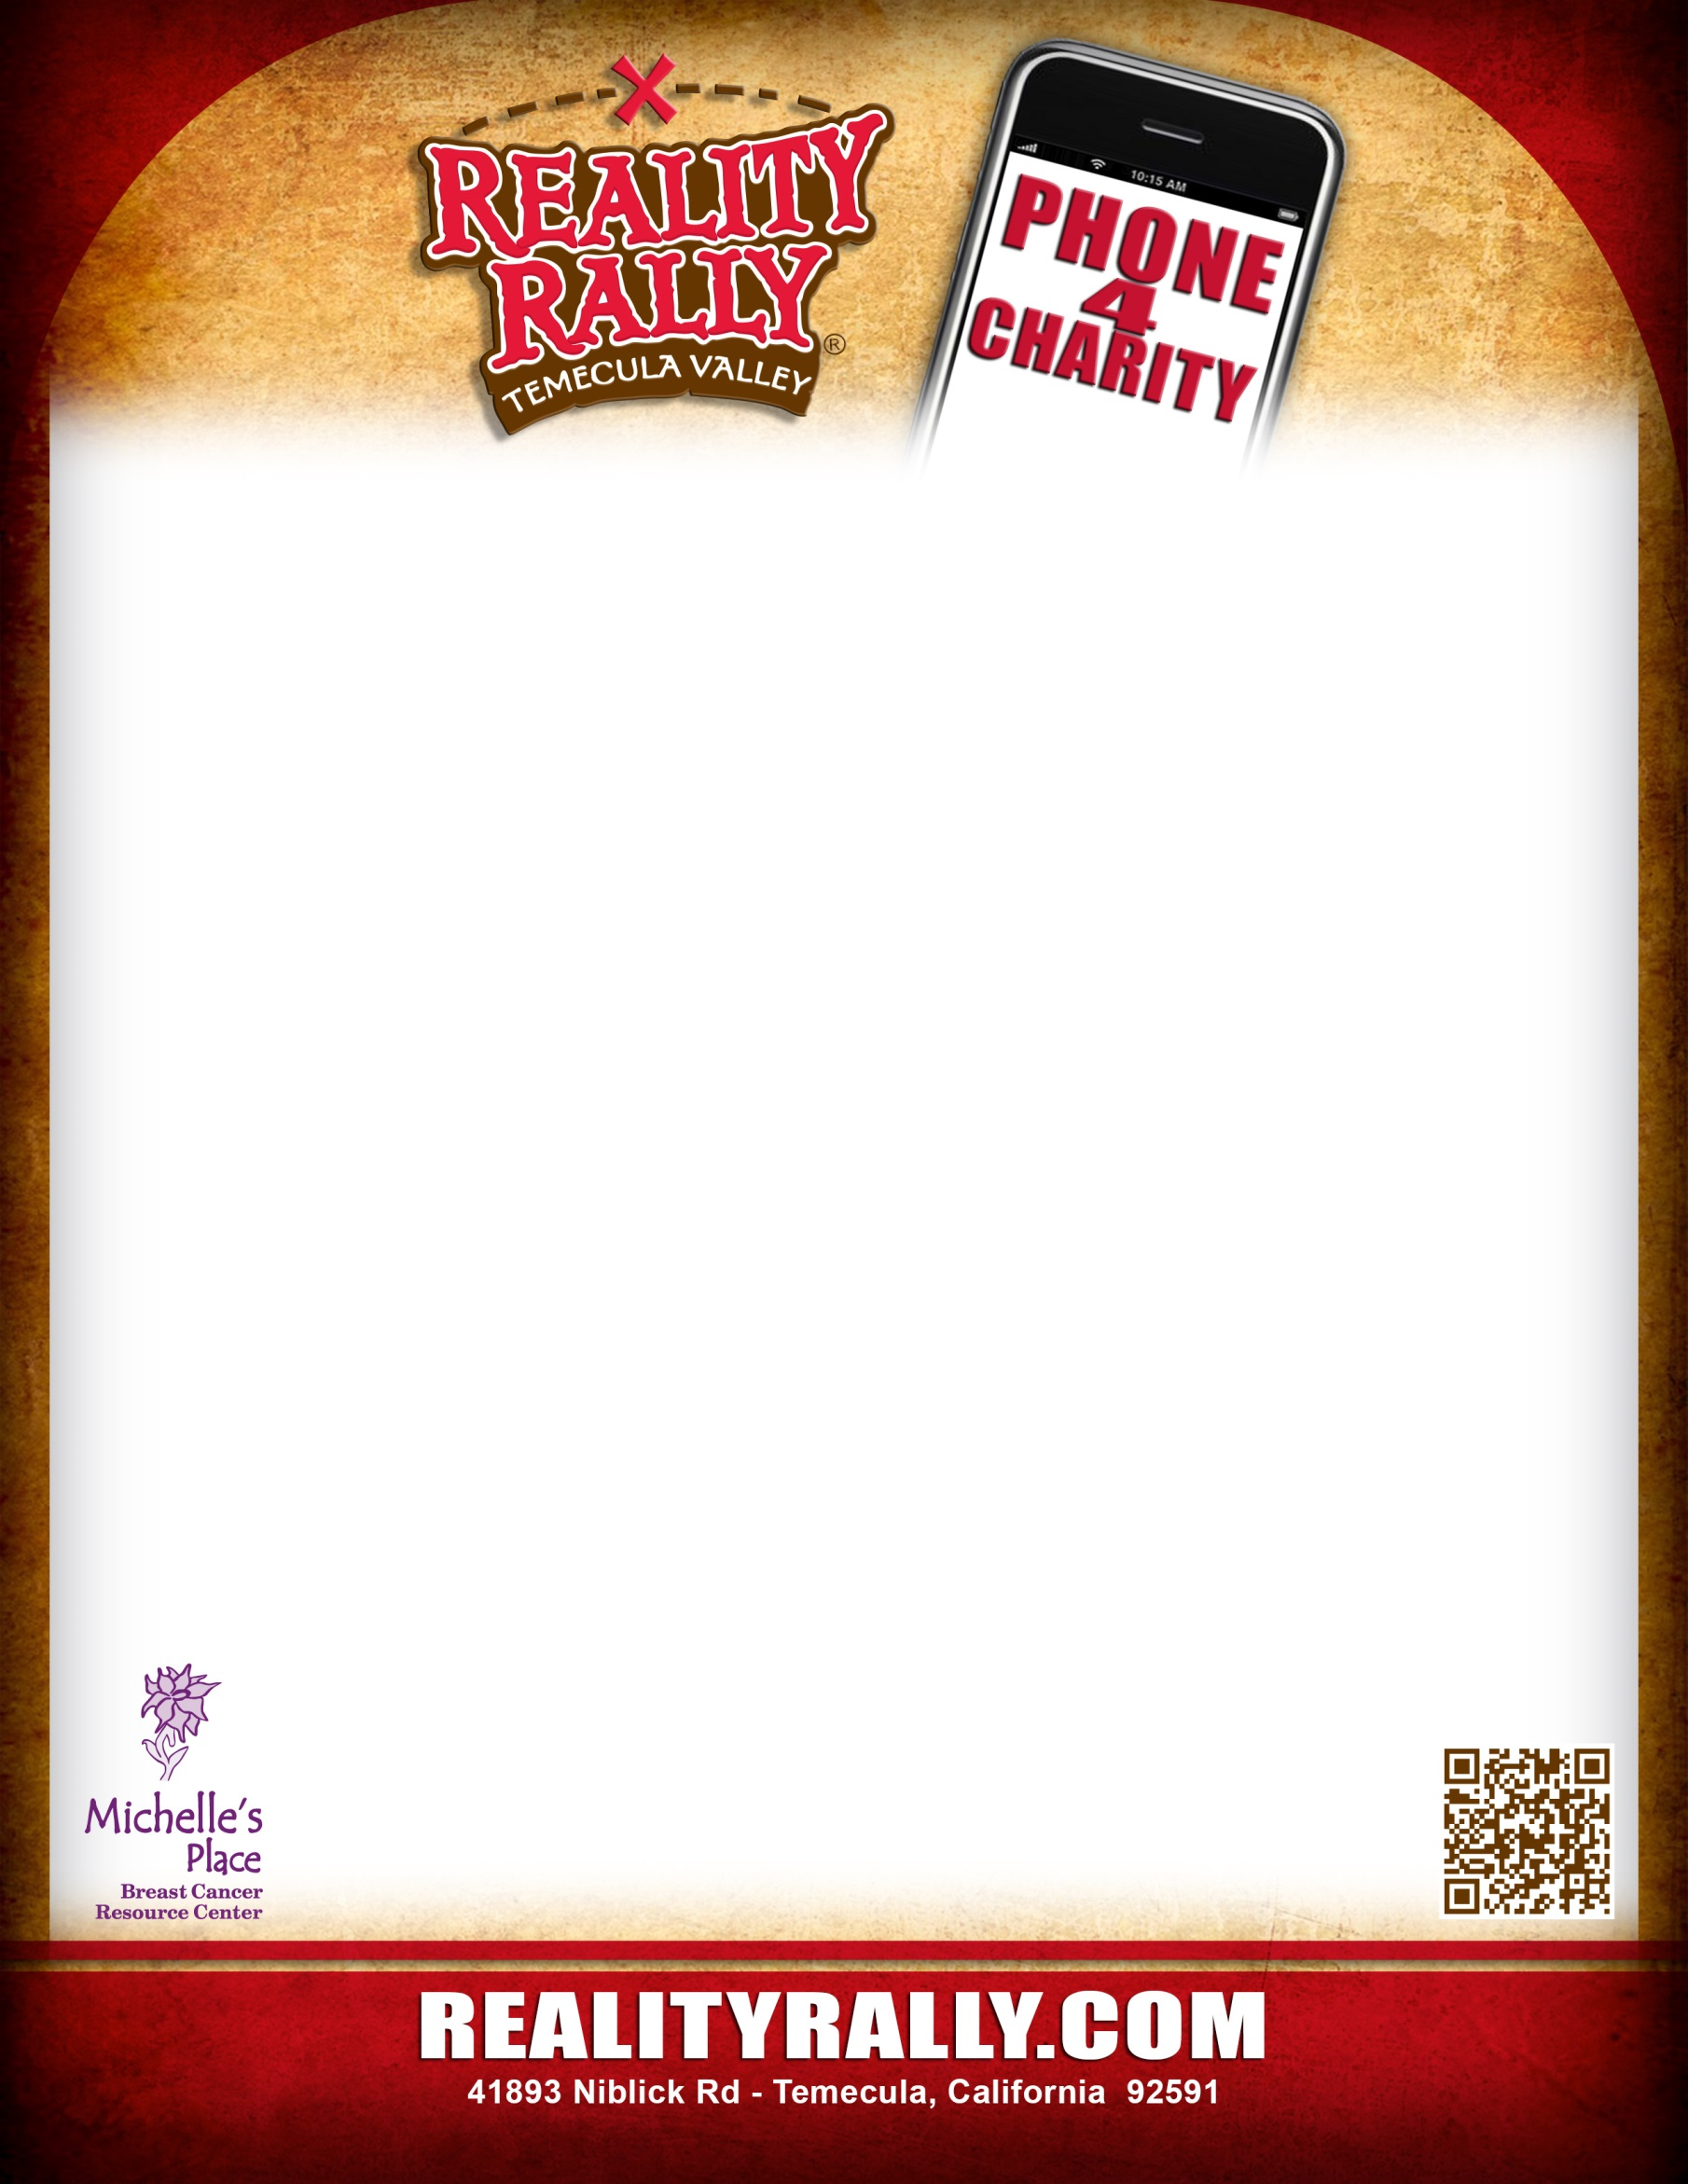 REALITY
RALLY®
TEMECULA VALLEY
10:15 AM
PHONE
4
CHARITY
Michelle's
Place
Breast Cancer
Resource Center
REALITYRALLY.COM
41893 Niblick Rd - Temecula, California 92591